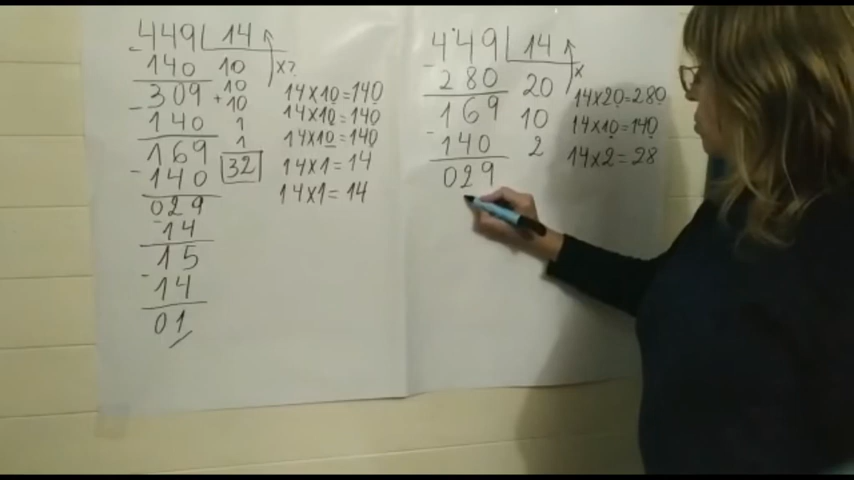 449 14
- 140 10 x?
309 10
- 140 + 10
169 1
- 140 1
029 32
- 14
15
- 14
01
14x10=140
14x10=140
14x10=140
14x1=14
14x1=14
449 14
- 280 20 x
169 10
- 140 2
029
14x20=280
14x10=140
14x2=28